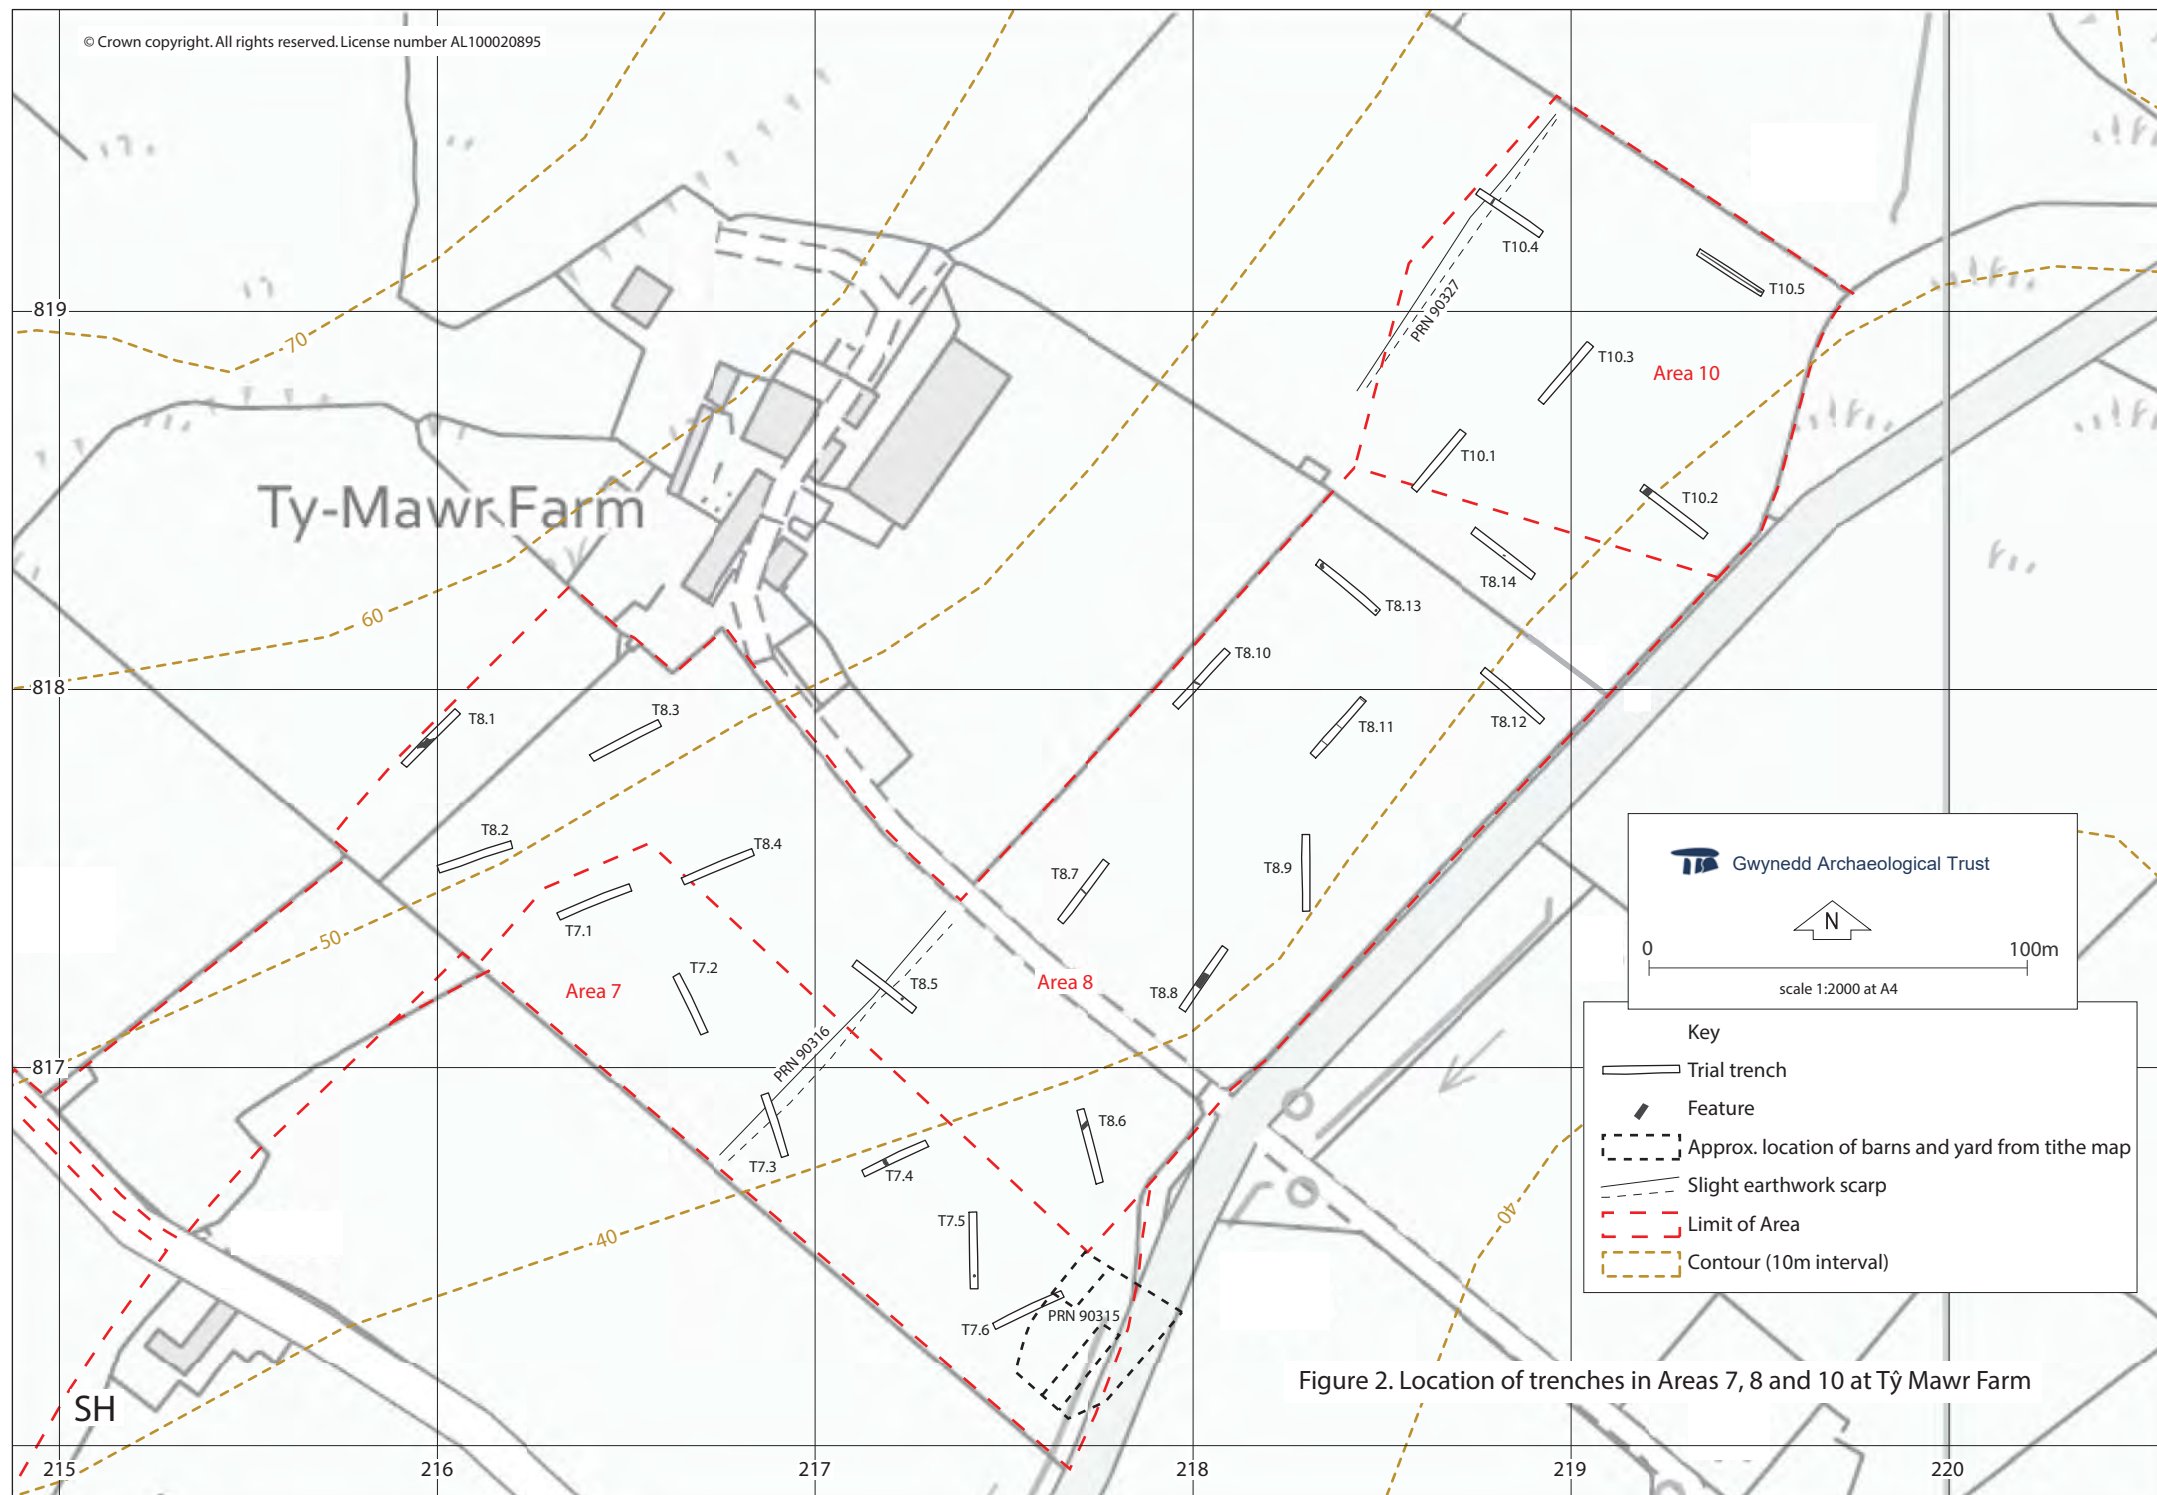 © Crown copyright. All rights reserved. License number AL100020895
819
70
T10.4
T10.5
PRN 90327
T10.3
Area 10
T10.1
T10.2
Ty-Mawr Farm
T8.14
T8.13
60
T8.10
818
T8.1
T8.3
T8.11
T8.12
T8.2
T8.4
T8.7
T8.9
T7.1
50
T7.2
Area 7
T8.5
Area 8
T8.8
PRN 90316
817
T8.6
T7.3
T7.4
T7.5
40
40
T7.6
PRN 90315
Gwynedd Archaeological Trust
N
0 100m
scale 1:2000 at A4
Key
Trial trench
Feature
Approx. location of barns and yard from tithe map
Slight earthwork scarp
Limit of Area
Contour (10m interval)
Figure 2. Location of trenches in Areas 7, 8 and 10 at Tŷ Mawr Farm
SH
215 216 217 218 219 220